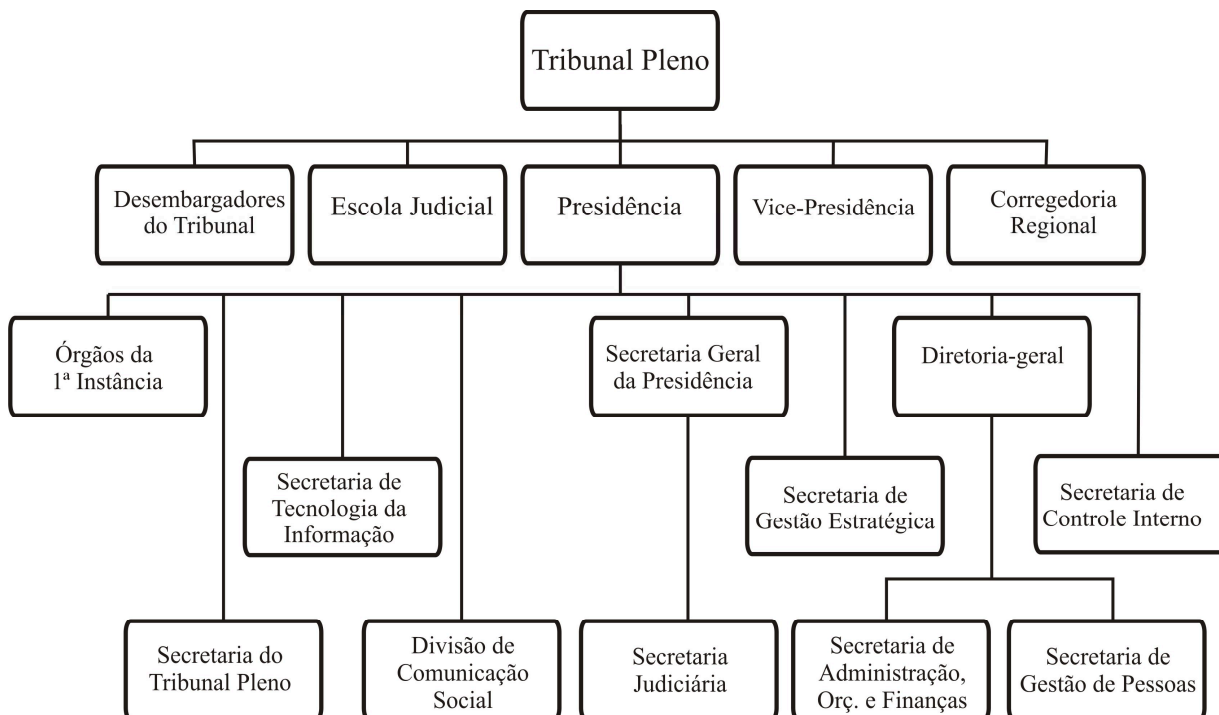 Tribunal Pleno
Desembargadores
do Tribunal
Escola Judicial
Presidência
Vice-Presidência
Corregedoria
Regional
Órgãos da
1ª Instância
Secretaria Geral
da Presidência
Diretoria-geral
Secretaria de
Tecnologia da
Informação
Secretaria de
Gestão Estratégica
Secretaria de
Controle Interno
Secretaria do
Tribunal Pleno
Divisão de
Comunicação
Social
Secretaria
Judiciária
Secretaria de
Administração,
Orç. e Finanças
Secretaria de
Gestão de Pessoas